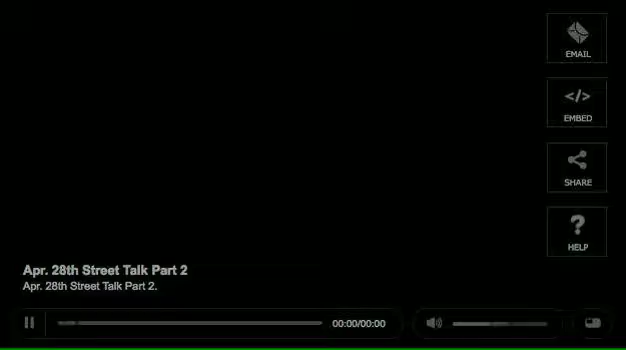 EMAIL
</>
EMBED
SHARE
?
HELP
Apr. 28th Street Talk Part 2
Apr. 28th Street Talk Part 2.
00:00/00:00